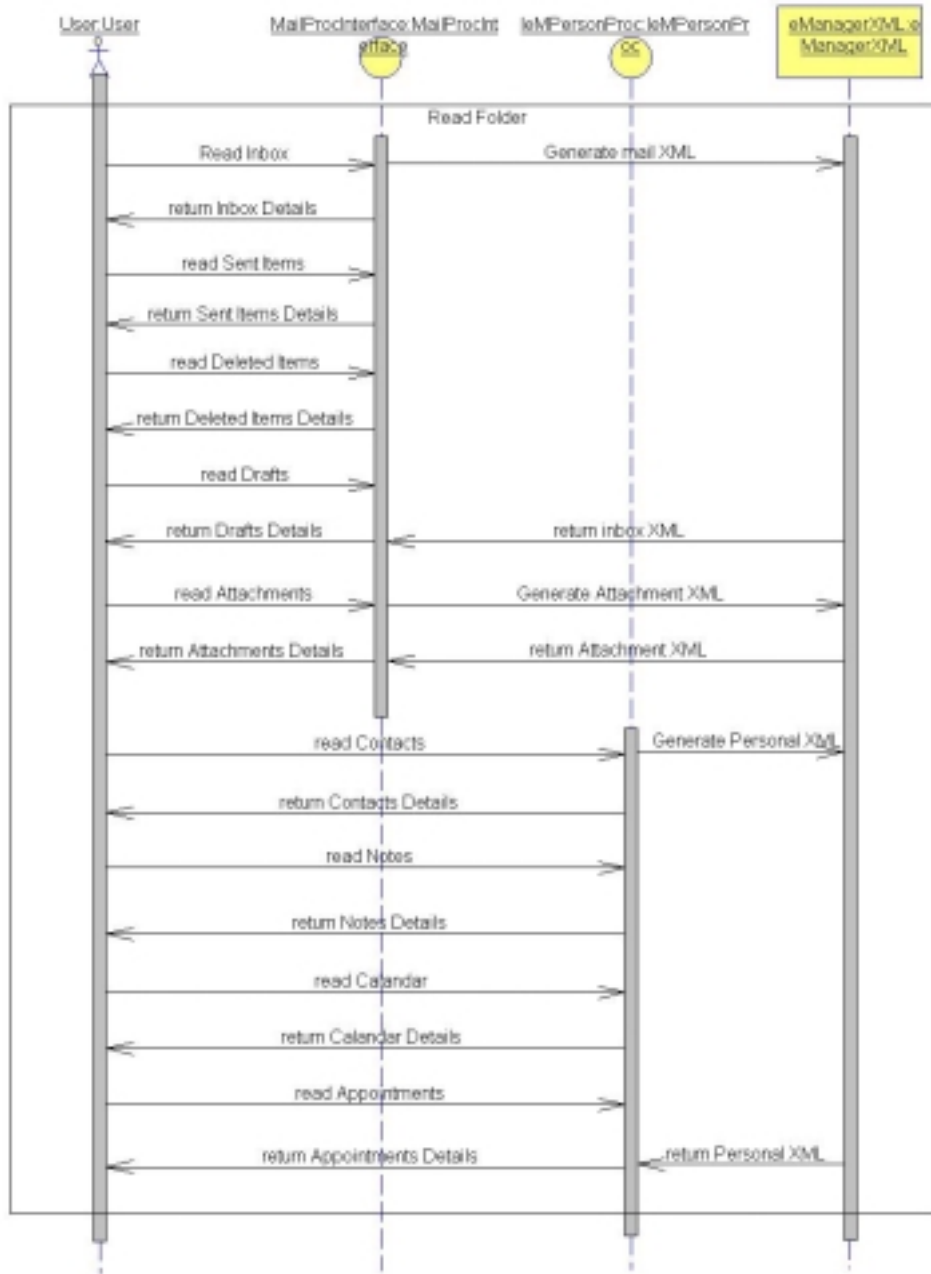 User:User
MailProcInterface:MailProcInt
erfface
IeMPersonProc:IeMPersonPr
oc
eManagerXML:e
ManagerXML
Read Folder
Read Inbox
Generate mail XML
return Inbox Details
read Sent Items
return Sent Items Details
read Deleted Items
return Deleted Items Details
read Drafts
return Drafts Details
return inbox XML
read Attachments
Generate Attachment XML
return Attachments Details
return Attachment XML
read Contacts
Generate Personal XML
return Contacts Details
read Notes
return Notes Details
read Calandar
return Calandar Details
read Appointments
return Appointments Details
return Personal XML